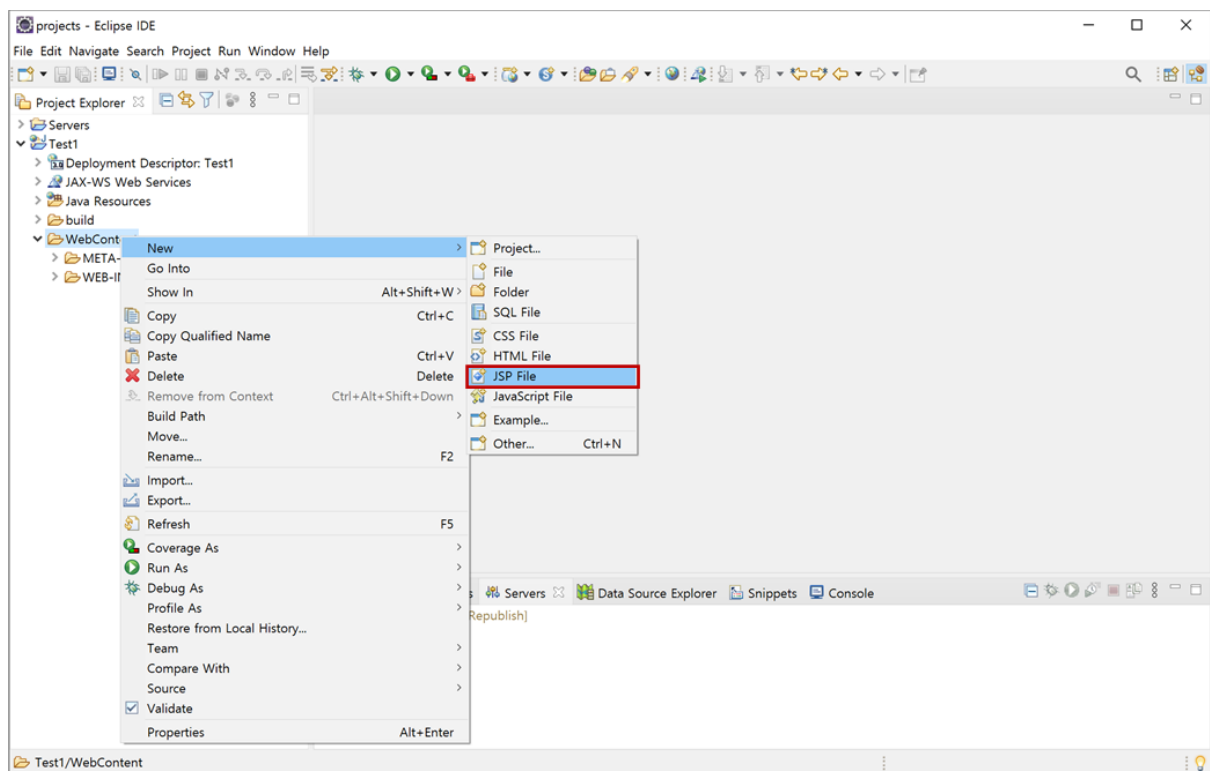 projects - Eclipse IDE
File Edit Navigate Search Project Run Window Help
Project Explorer
Servers
Test1
Deployment Descriptor: Test1
JAX-WS Web Services
Java Resources
build
WebCont
META-
WEB-I
New
Go Into
Show In Alt+Shift+W
Copy Ctrl+C
Copy Qualified Name
Paste Ctrl+V
Delete Delete
Remove from Context Ctrl+Alt+Shift+Down
Build Path
Move...
Rename... F2
Import...
Export...
Refresh F5
Coverage As
Run As
Debug As
Profile As
Restore from Local History...
Team
Compare With
Source
Validate
Properties Alt+Enter
Project...
File
Folder
SQL File
CSS File
HTML File
JSP File
JavaScript File
Example...
Other... Ctrl+N
s Servers Data Source Explorer Snippets Console
Republish]
Test1/WebContent